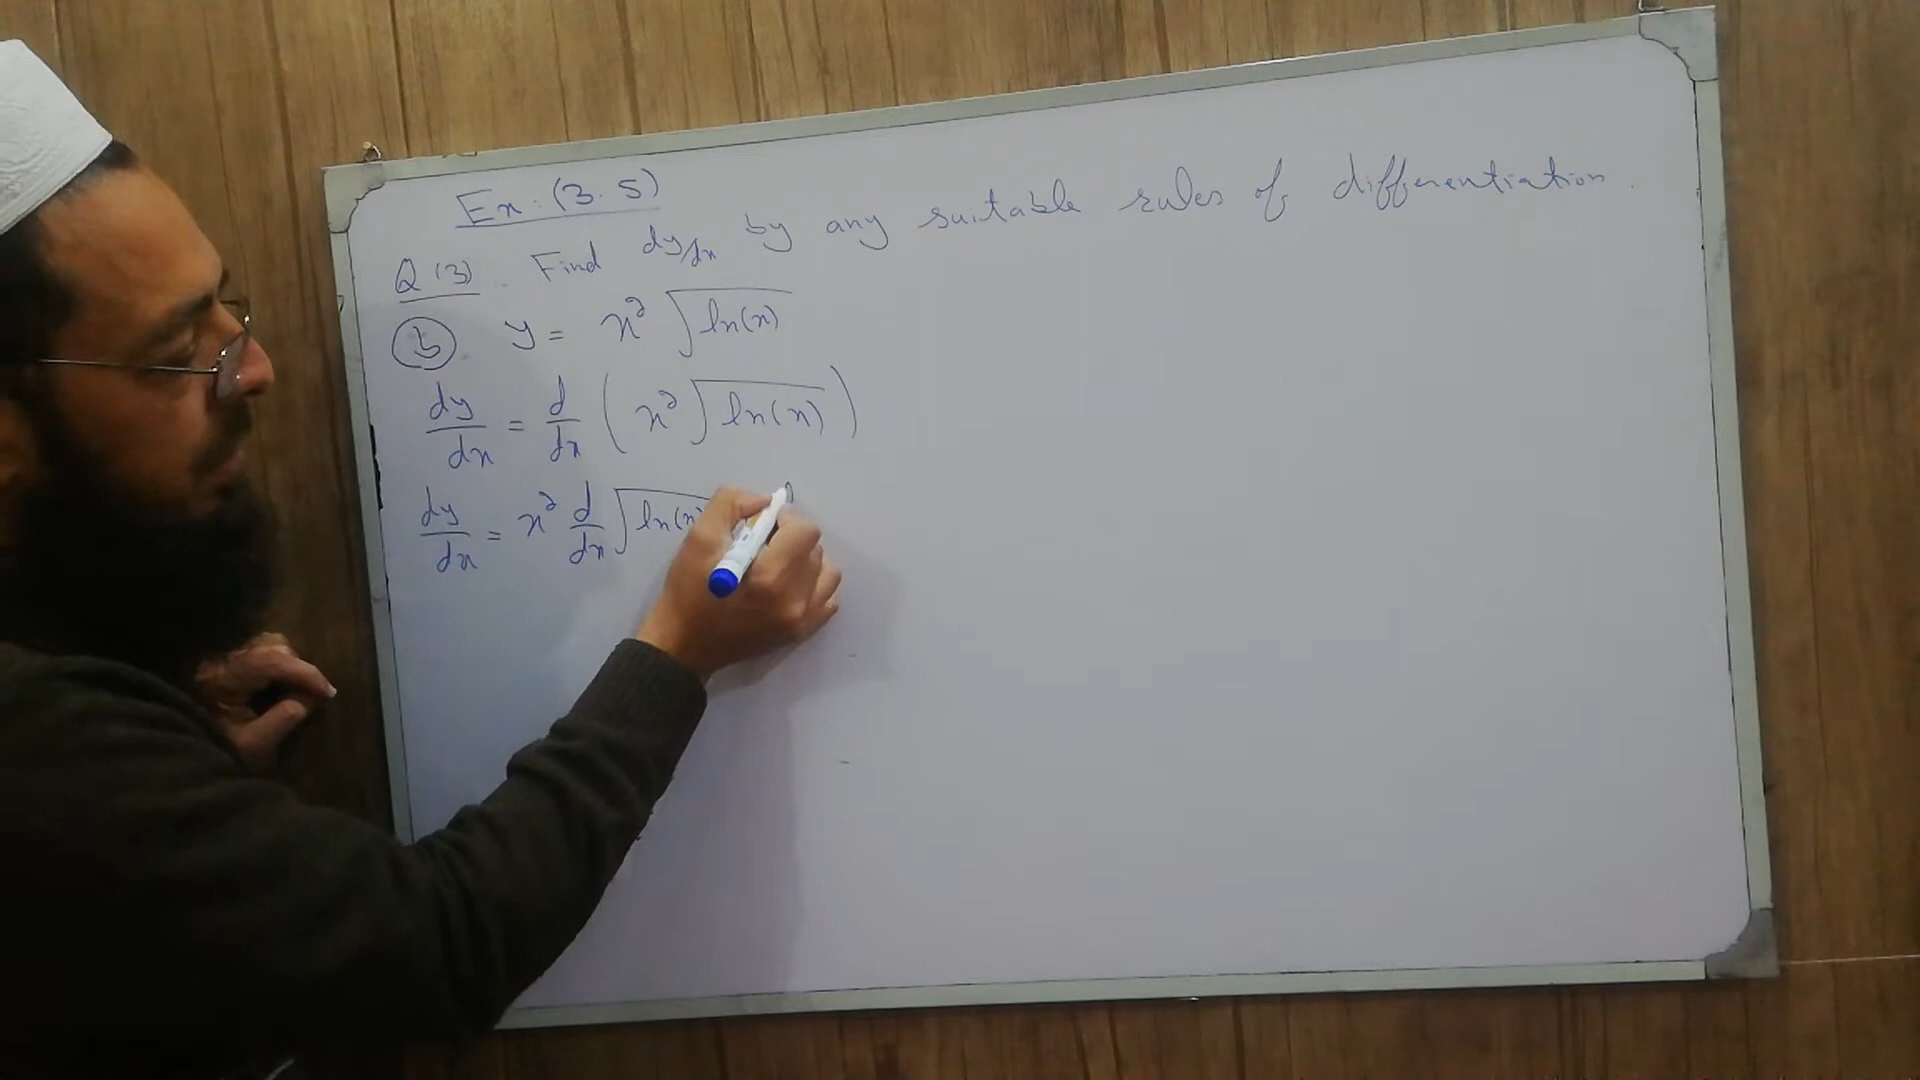 Ex: (3.5)
Q (3). Find dy/dx by any suitable rules of differentiation.
(b) y = x² √ln(x)
dy/dx = d/dx ( x² √ln(x) )
dy/dx = x² d/dx √ln(x)